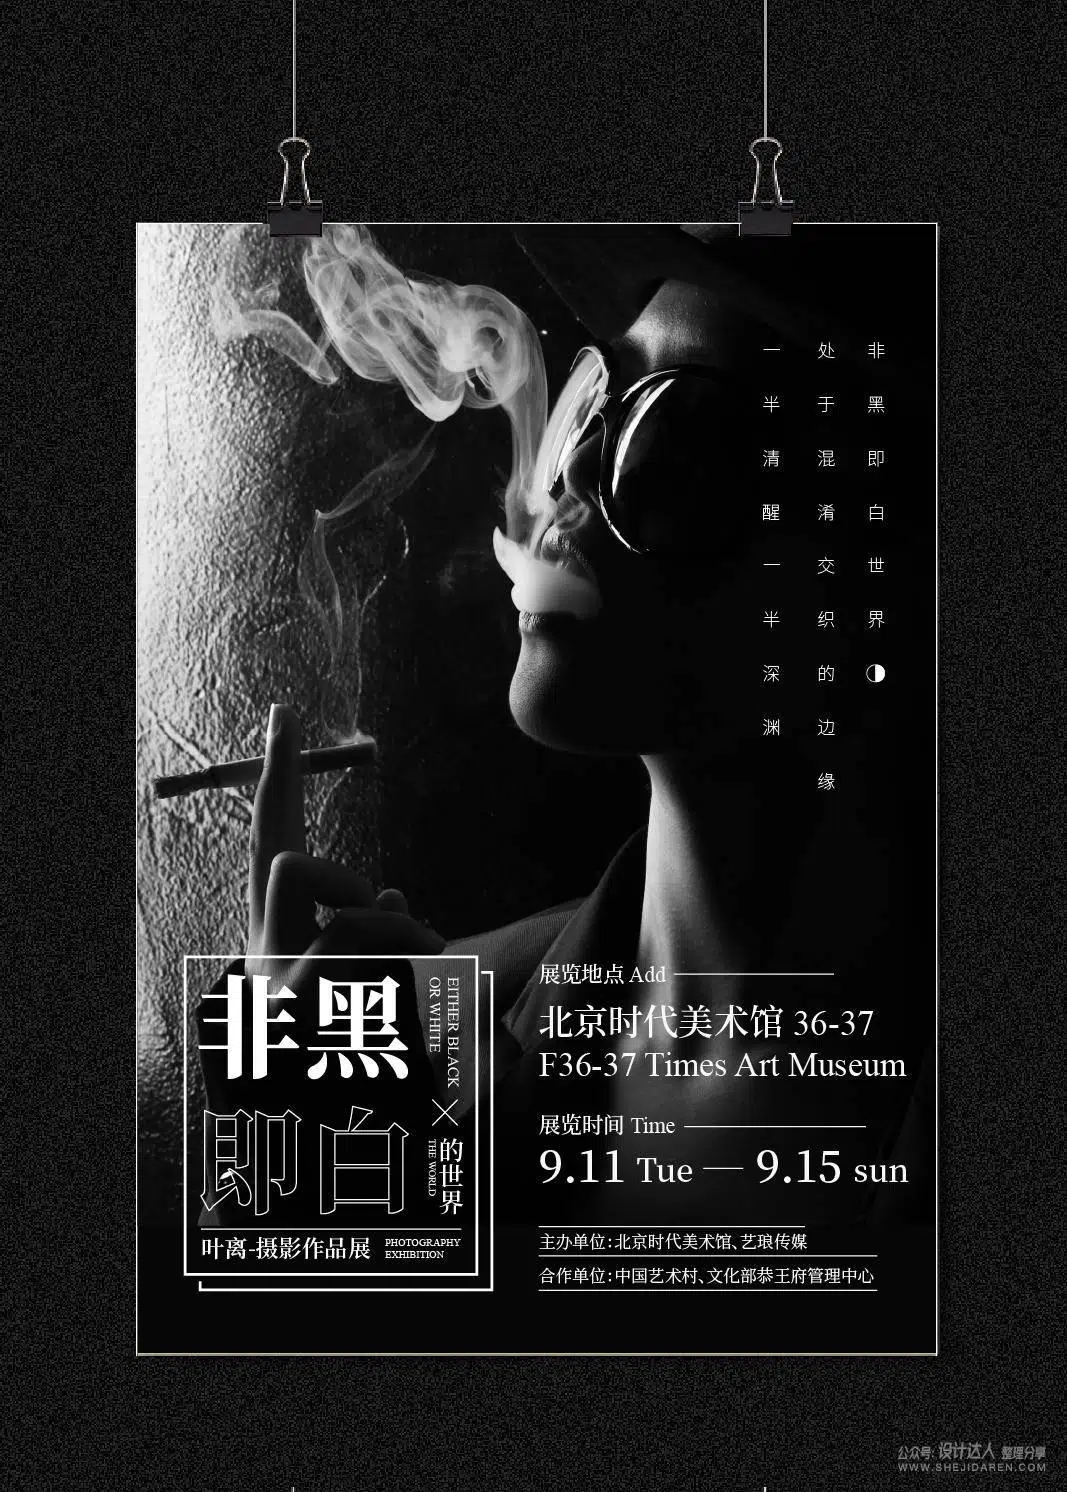 非黑即白世界
处于混淆交织的边缘
一半清醒一半深渊
非黑
即白
EITHER BLACK
OR WHITE
的世界
THE WORLD
叶离-摄影作品展
PHOTOGRAPHY
EXHIBITION
展览地点 Add
北京时代美术馆 36-37
F36-37 Times Art Museum
展览时间 Time
9.11 Tue — 9.15 sun
主办单位:北京时代美术馆、艺琅传媒
合作单位:中国艺术村、文化部恭王府管理中心
公众号: 设计达人 整理分享
WWW.SHEJIDAREN.COM